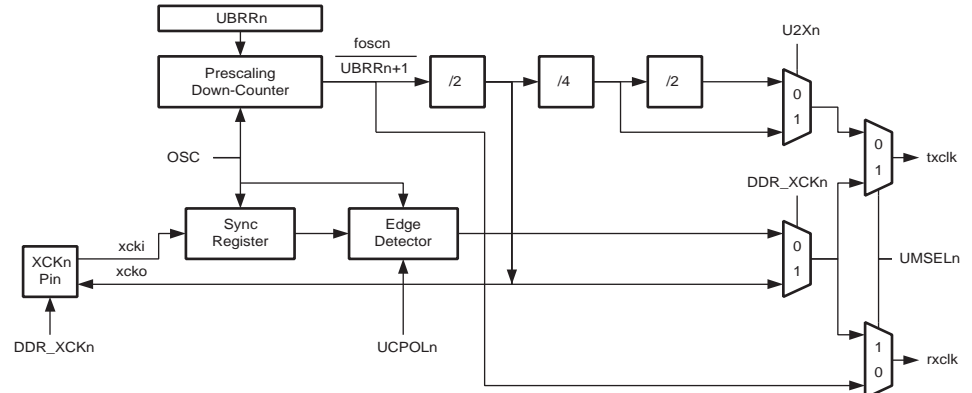 UBRRn
U2Xn
foscn
UBRRn+1
Prescaling
Down-Counter
/2
/4
/2
0
1
OSC
0
1
txclk
DDR_XCKn
Sync
Register
Edge
Detector
xcki
XCKn
Pin
xcko
0
1
UMSELn
DDR_XCKn
UCPOLn
1
0
rxclk